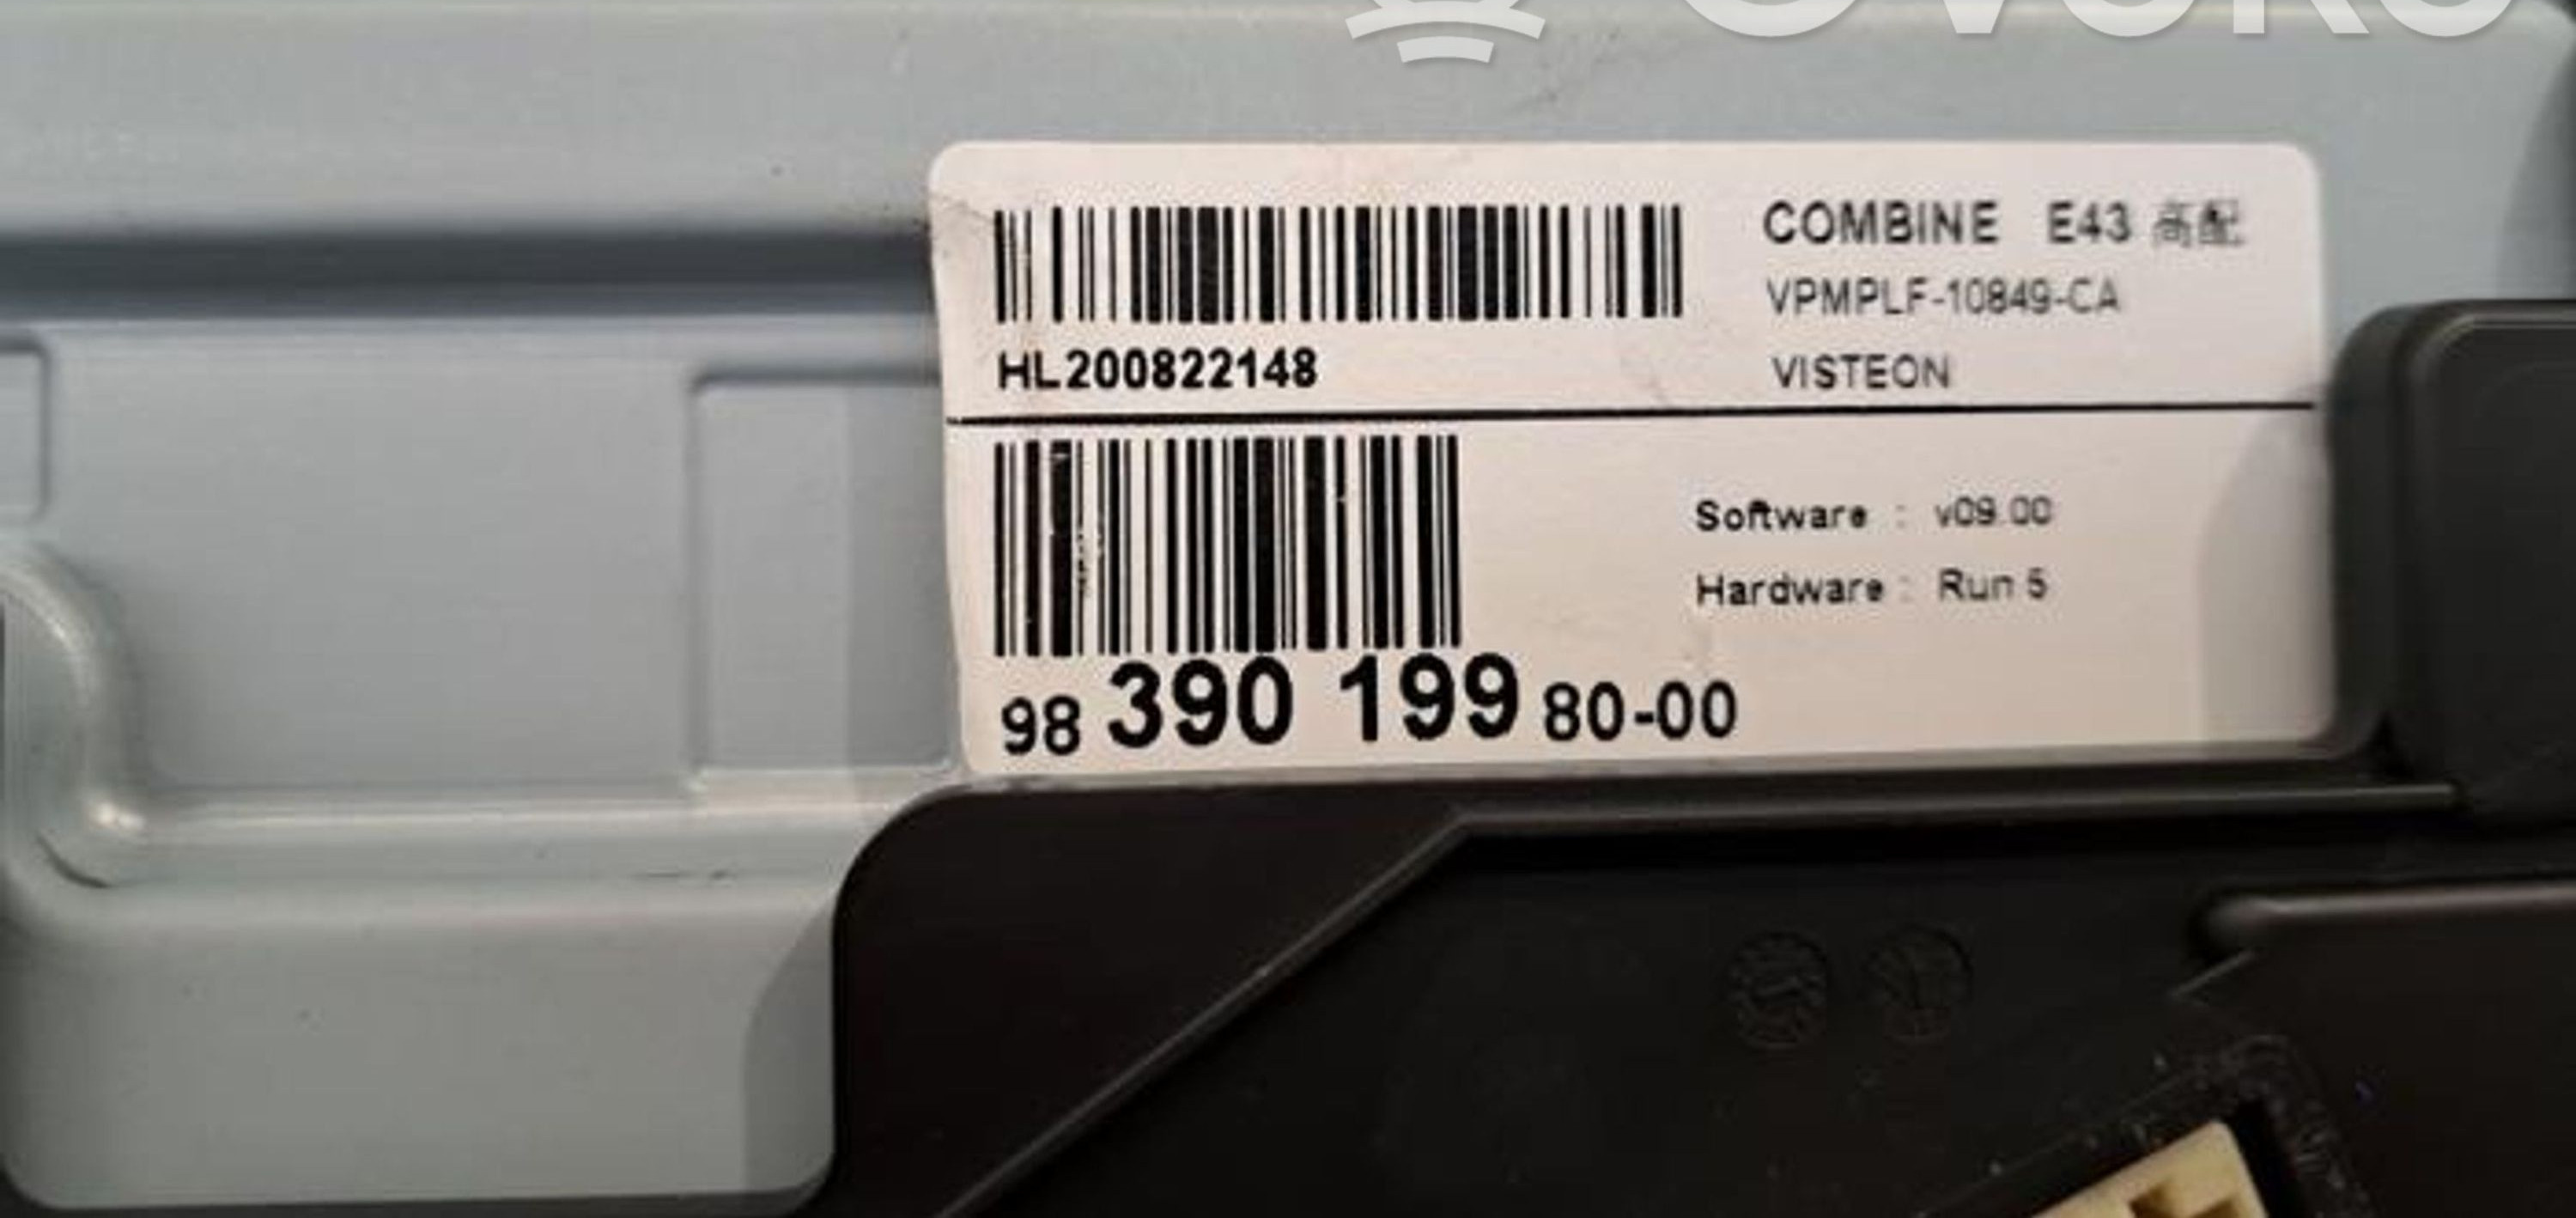 COMBINE E43 高配
VPMPLF-10849-CA
HL200822148
VISTEON
Software : v09.00
Hardware : Run 5
98 390 199 80-00